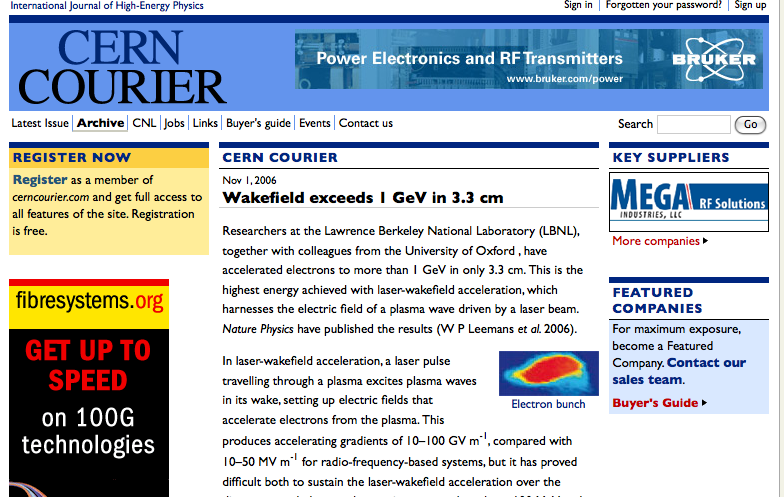 International Journal of High-Energy Physics
Sign in | Forgotten your password? | Sign up
CERN
COURIER
Power Electronics and RF Transmitters
www.bruker.com/power
BRUKER
Latest Issue | Archive | CNL | Jobs | Links | Buyer's guide | Events | Contact us
Search Go
REGISTER NOW
Register as a member of
cerncourier.com and get full access to
all features of the site. Registration
is free.
fibresystems.org
GET UP TO
SPEED
on 100G
technologies
CERN COURIER
Nov 1, 2006
Wakefield exceeds 1 GeV in 3.3 cm
Researchers at the Lawrence Berkeley National Laboratory (LBNL),
together with colleagues from the University of Oxford , have
accelerated electrons to more than 1 GeV in only 3.3 cm. This is the
highest energy achieved with laser-wakefield acceleration, which
harnesses the electric field of a plasma wave driven by a laser beam.
Nature Physics have published the results (W P Leemans et al. 2006).
In laser-wakefield acceleration, a laser pulse
travelling through a plasma excites plasma waves
in its wake, setting up electric fields that
accelerate electrons from the plasma. This
produces accelerating gradients of 10–100 GV m⁻¹, compared with
10–50 MV m⁻¹ for radio-frequency-based systems, but it has proved
difficult both to sustain the laser-wakefield acceleration over the
Electron bunch
KEY SUPPLIERS
MEGA RF Solutions
INDUSTRIES, LLC
More companies
FEATURED
COMPANIES
For maximum exposure,
become a Featured
Company. Contact our
sales team.
Buyer's Guide